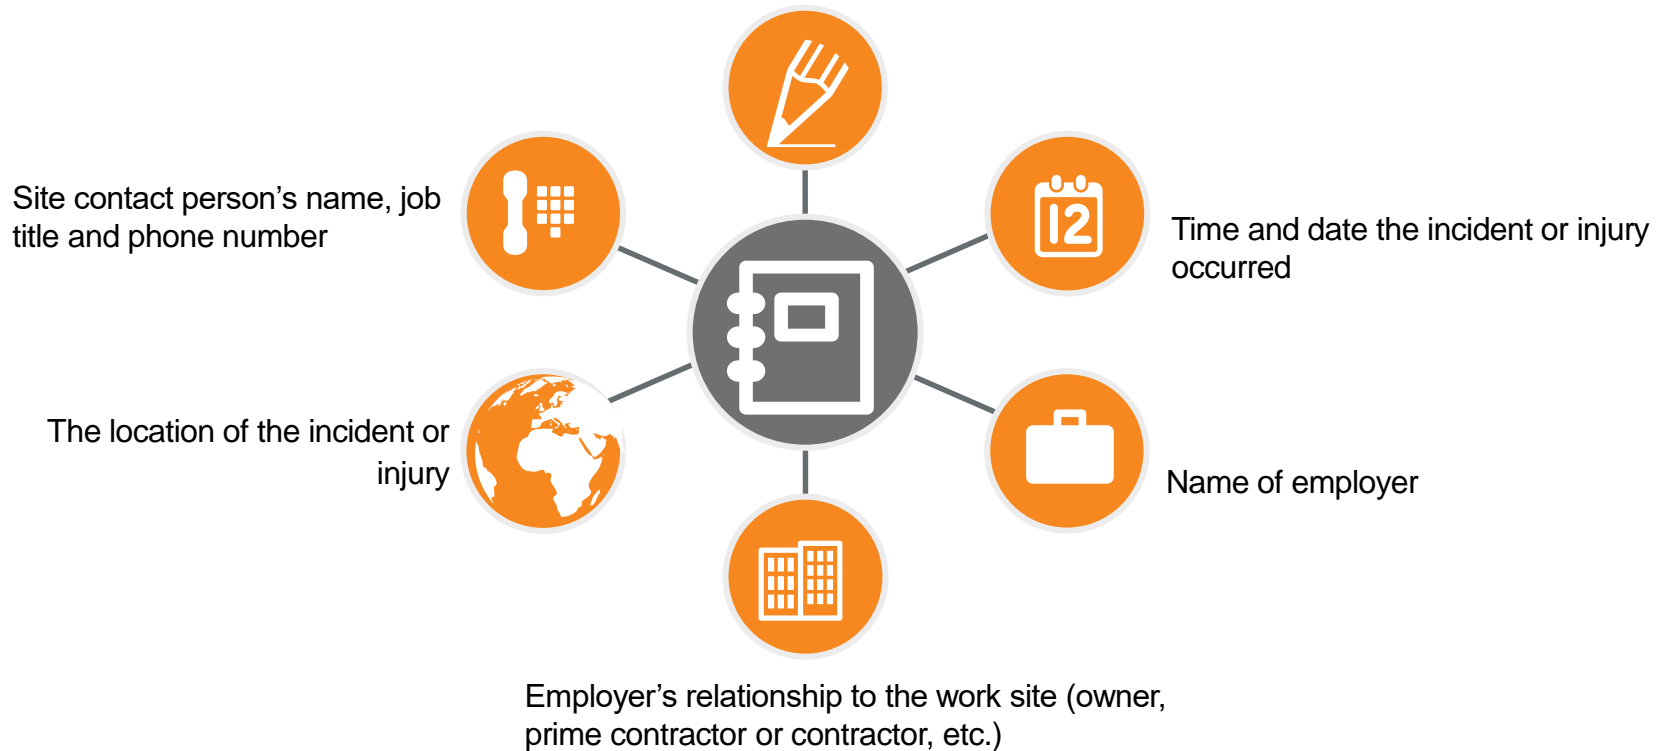 Site contact person's name, job
title and phone number
12
Time and date the incident or injury
occurred
The location of the incident or
injury
Name of employer
Employer's relationship to the work site (owner,
prime contractor or contractor, etc.)